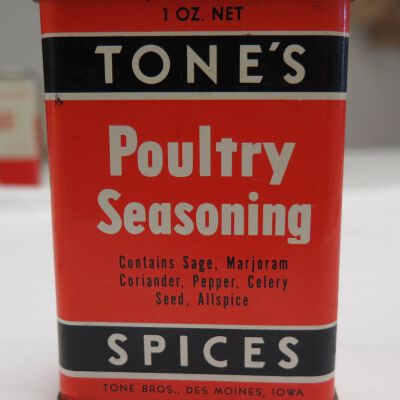 1 OZ. NET
TONE'S
Poultry
Seasoning
Contains Sage, Marjoram
Coriander, Pepper, Celery
Seed, Allspice
SPICES
TONE BROS., DES MOINES, IOWA